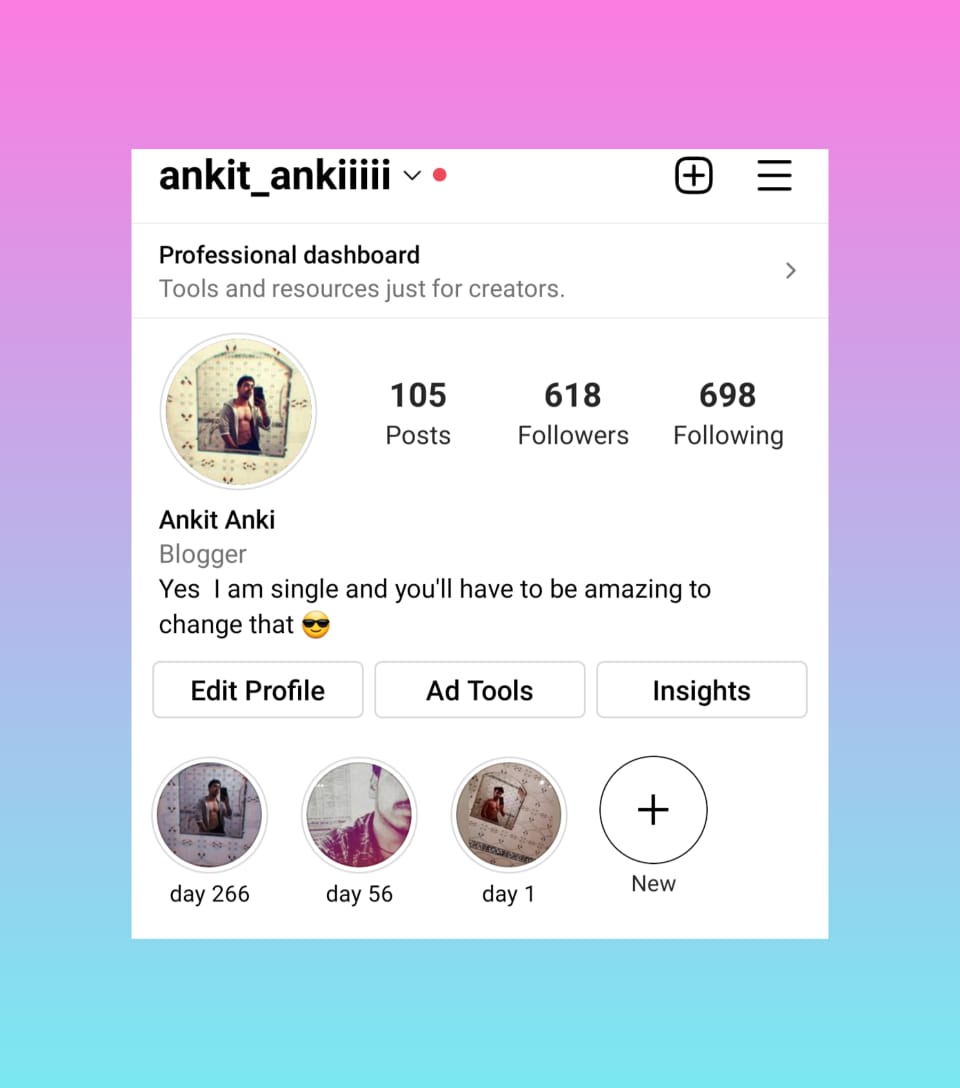 ankit_ankiiiii
Professional dashboard
Tools and resources just for creators.
105 618 698
Posts Followers Following
Ankit Anki
Blogger
Yes  I am single and you'll have to be amazing to
change that 😎
Edit Profile Ad Tools Insights
day 266 day 56 day 1 New